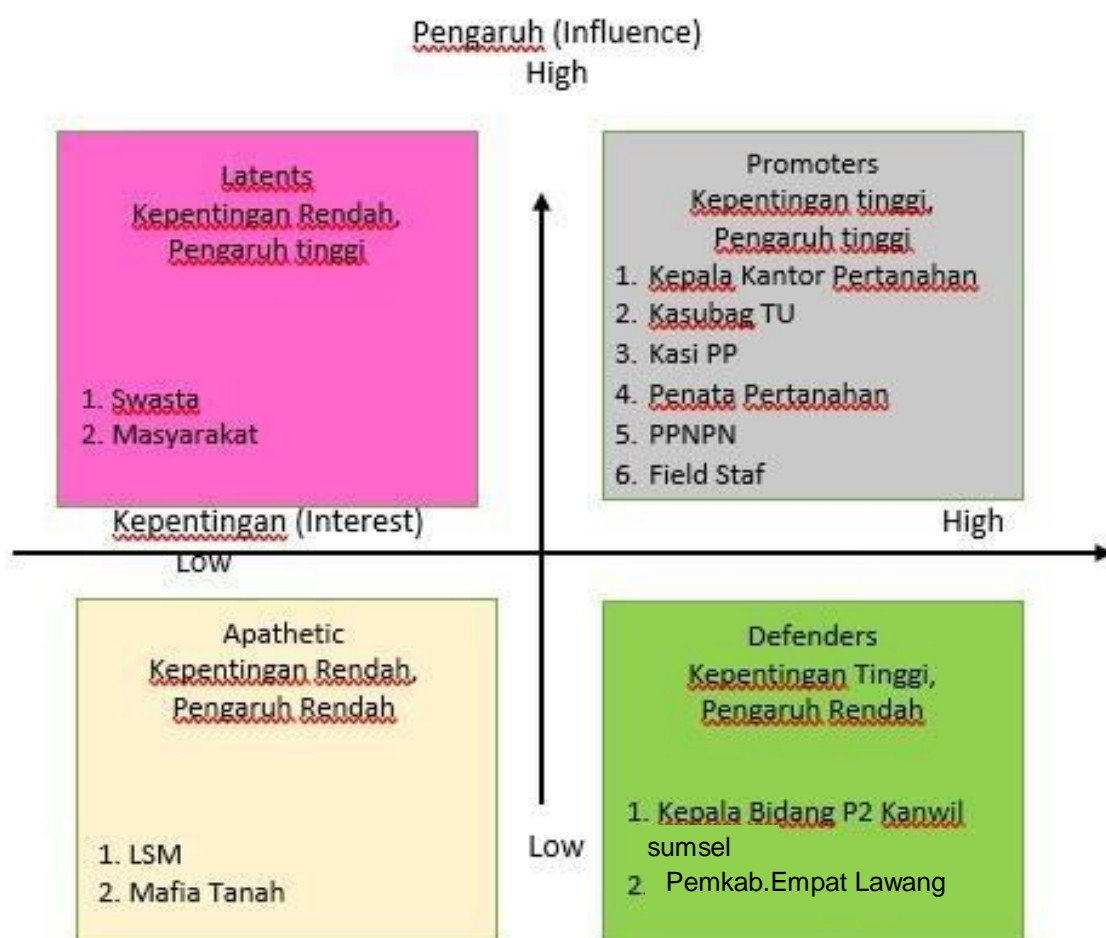 Pengaruh (Influence)
High
Latents
Kepentingan Rendah,
Pengaruh tinggi
1. Swasta
2. Masyarakat
Promoters
Kepentingan tinggi,
Pengaruh tinggi
1. Kepala Kantor Pertanahan
2. Kasubag TU
3. Kasi PP
4. Penata Pertanahan
5. PPNPN
6. Field Staf
Kepentingan (Interest)
Low
High
Apathetic
Kepentingan Rendah,
Pengaruh Rendah
1. LSM
2. Mafia Tanah
Low
Defenders
Kepentingan Tinggi,
Pengaruh Rendah
1. Kepala Bidang P2 Kanwil
sumsel
2. Pemkab.Empat Lawang